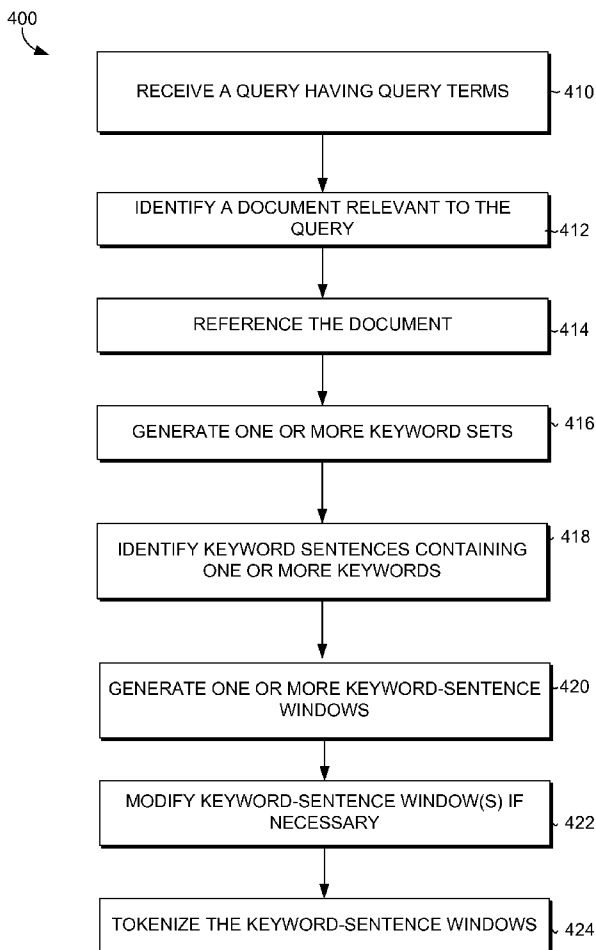 400
RECEIVE A QUERY HAVING QUERY TERMS
410
IDENTIFY A DOCUMENT RELEVANT TO THE
QUERY
412
REFERENCE THE DOCUMENT
414
GENERATE ONE OR MORE KEYWORD SETS
416
IDENTIFY KEYWORD SENTENCES CONTAINING
ONE OR MORE KEYWORDS
418
GENERATE ONE OR MORE KEYWORD-SENTENCE
WINDOWS
420
MODIFY KEYWORD-SENTENCE WINDOW(S) IF
NECESSARY
422
TOKENIZE THE KEYWORD-SENTENCE WINDOWS
424